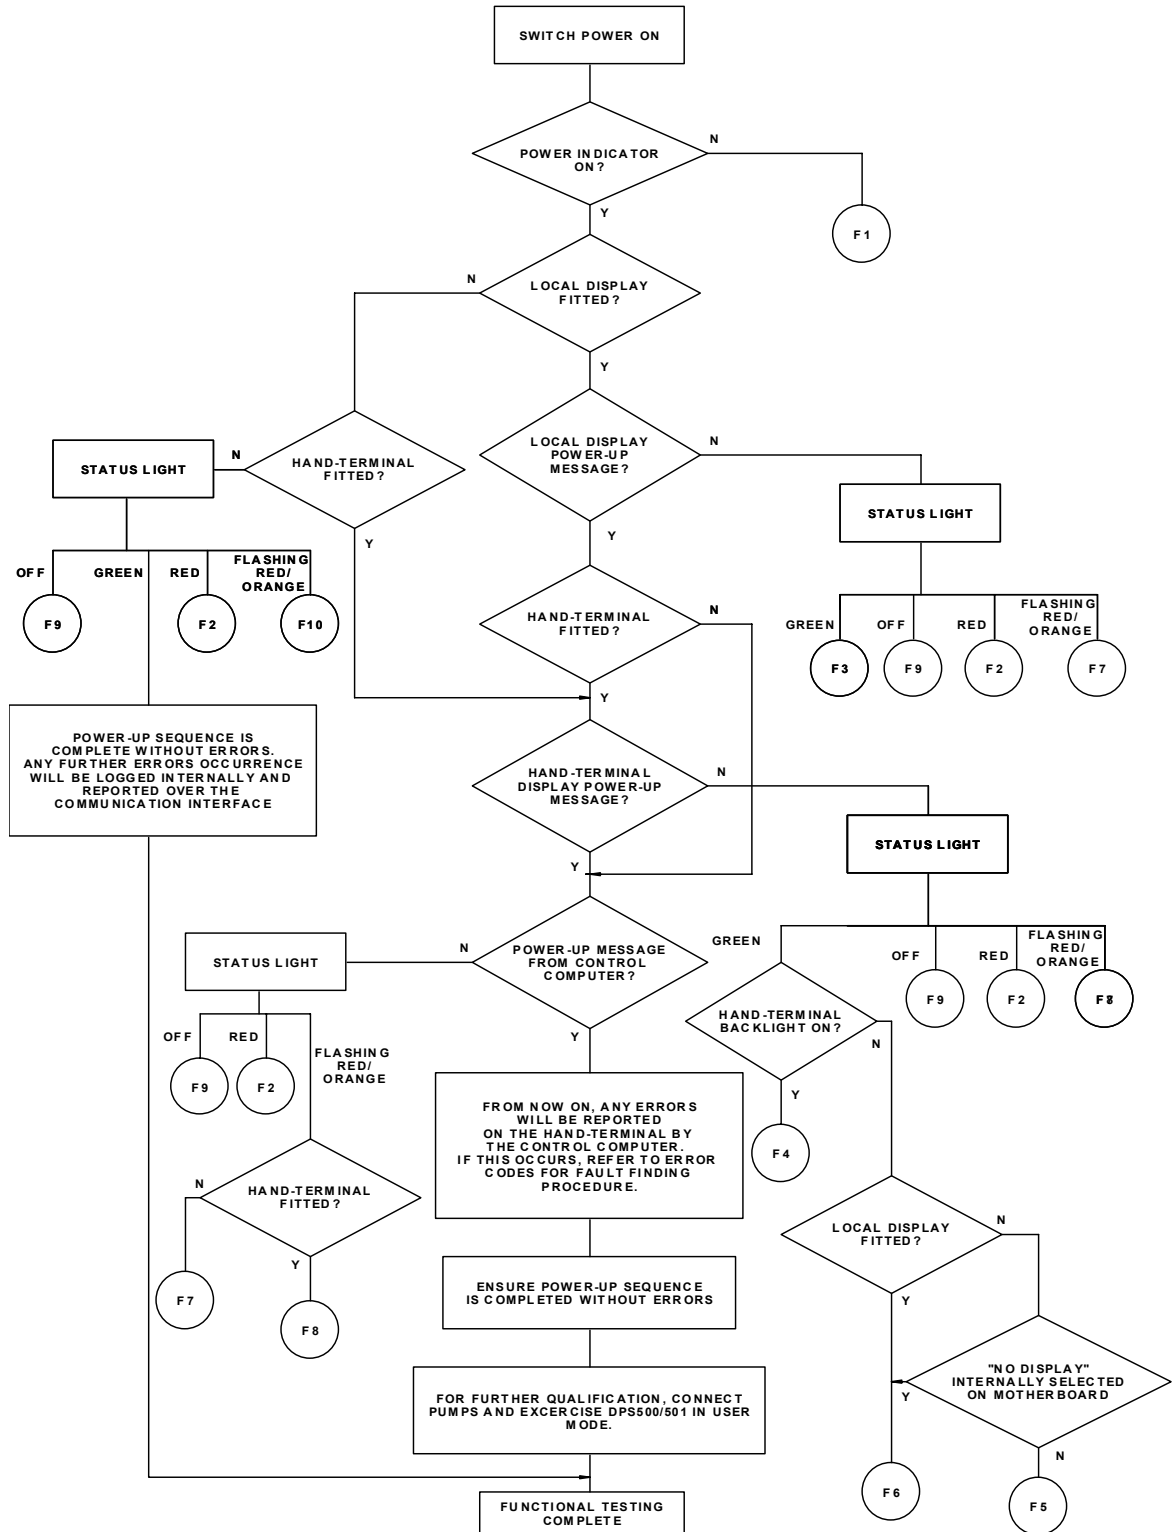 SWITCH POWER ON
N
POWER INDICATOR
ON?
Y
F1
N
LOCAL DISPLAY
FITTED?
Y
LOCAL DISPLAY
POWER-UP
MESSAGE?
N
STATUS LIGHT
N
HAND-TERMINAL
FITTED?
Y
STATUS LIGHT
OFF
GREEN
RED
FLASHING
RED/
ORANGE
F9
F2
F10
Y
HAND-TERMINAL
FITTED?
N
Y
GREEN
OFF
RED
FLASHING
RED/
ORANGE
F3
F9
F2
F7
POWER-UP SEQUENCE IS
COMPLETE WITHOUT ERRORS.
ANY FURTHER ERRORS OCCURRENCE
WILL BE LOGGED INTERNALLY AND
REPORTED OVER THE
COMMUNICATION INTERFACE
HAND-TERMINAL
DISPLAY POWER-UP
MESSAGE?
N
Y
STATUS LIGHT
GREEN
OFF
RED
FLASHING
RED/
ORANGE
F9
F2
STATUS LIGHT
N
POWER-UP MESSAGE
FROM CONTROL
COMPUTER?
Y
OFF
RED
FLASHING
RED/
ORANGE
F9
F2
HAND-TERMINAL
BACKLIGHT ON?
N
Y
F4
FROM NOW ON, ANY ERRORS
WILL BE REPORTED
ON THE HAND-TERMINAL BY
THE CONTROL COMPUTER.
IF THIS OCCURS, REFER TO ERROR
CODES FOR FAULT FINDING
PROCEDURE.
N
HAND-TERMINAL
FITTED?
Y
F7
F8
LOCAL DISPLAY
FITTED?
N
Y
ENSURE POWER-UP SEQUENCE
IS COMPLETED WITHOUT ERRORS
"NO DISPLAY"
INTERNALLY SELECTED
ON MOTHERBOARD
Y
N
FOR FURTHER QUALIFICATION, CONNECT
PUMPS AND EXCERCISE DPS500/501 IN USER
MODE.
F6
F5
FUNCTIONAL TESTING
COMPLETE